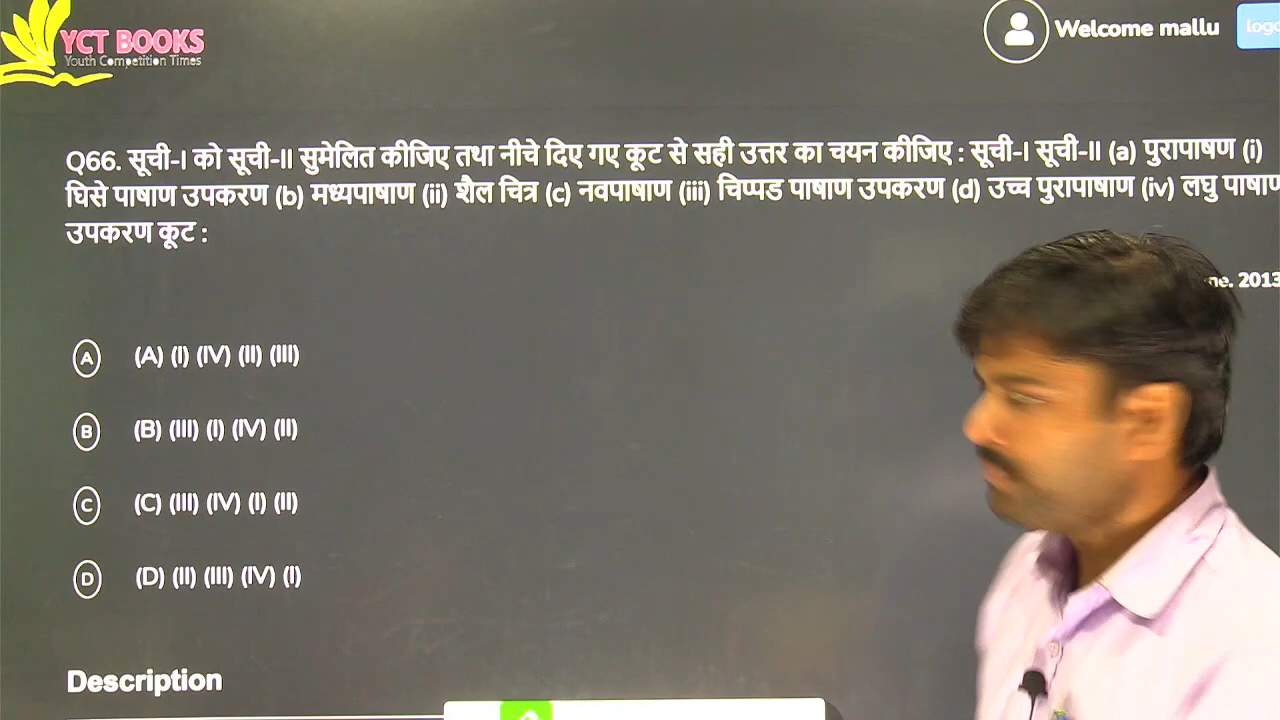 YCT BOOKS
Youth Competition Times
Welcome mallu
Q66. सूची-I को सूची-II सुमेलित कीजिए तथा नीचे दिए गए कूट से सही उत्तर का चयन कीजिए : सूची-I सूची-II (a) पुरापाषण (i)
घिसे पाषाण उपकरण (b) मध्यपाषाण (ii) शैल चित्र (c) नवपाषाण (iii) चिप्पड पाषाण उपकरण (d) उच्च पुरापाषाण (iv) लघु
उपकरण कूट :
2013
A (A) (I) (IV) (II) (III)
B (B) (III) (I) (IV) (II)
C (C) (III) (IV) (I) (II)
D (D) (II) (III) (IV) (I)
Description